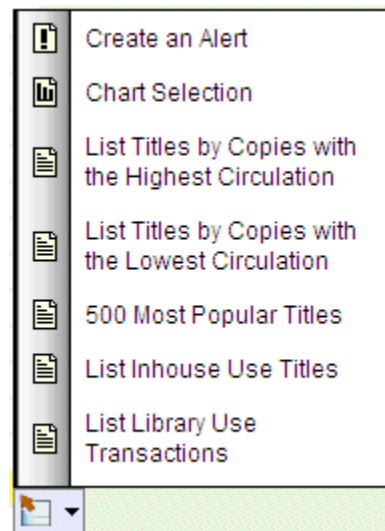 Create an Alert
Chart Selection
List Titles by Copies with
the Highest Circulation
List Titles by Copies with
the Lowest Circulation
500 Most Popular Titles
List Inhouse Use Titles
List Library Use
Transactions